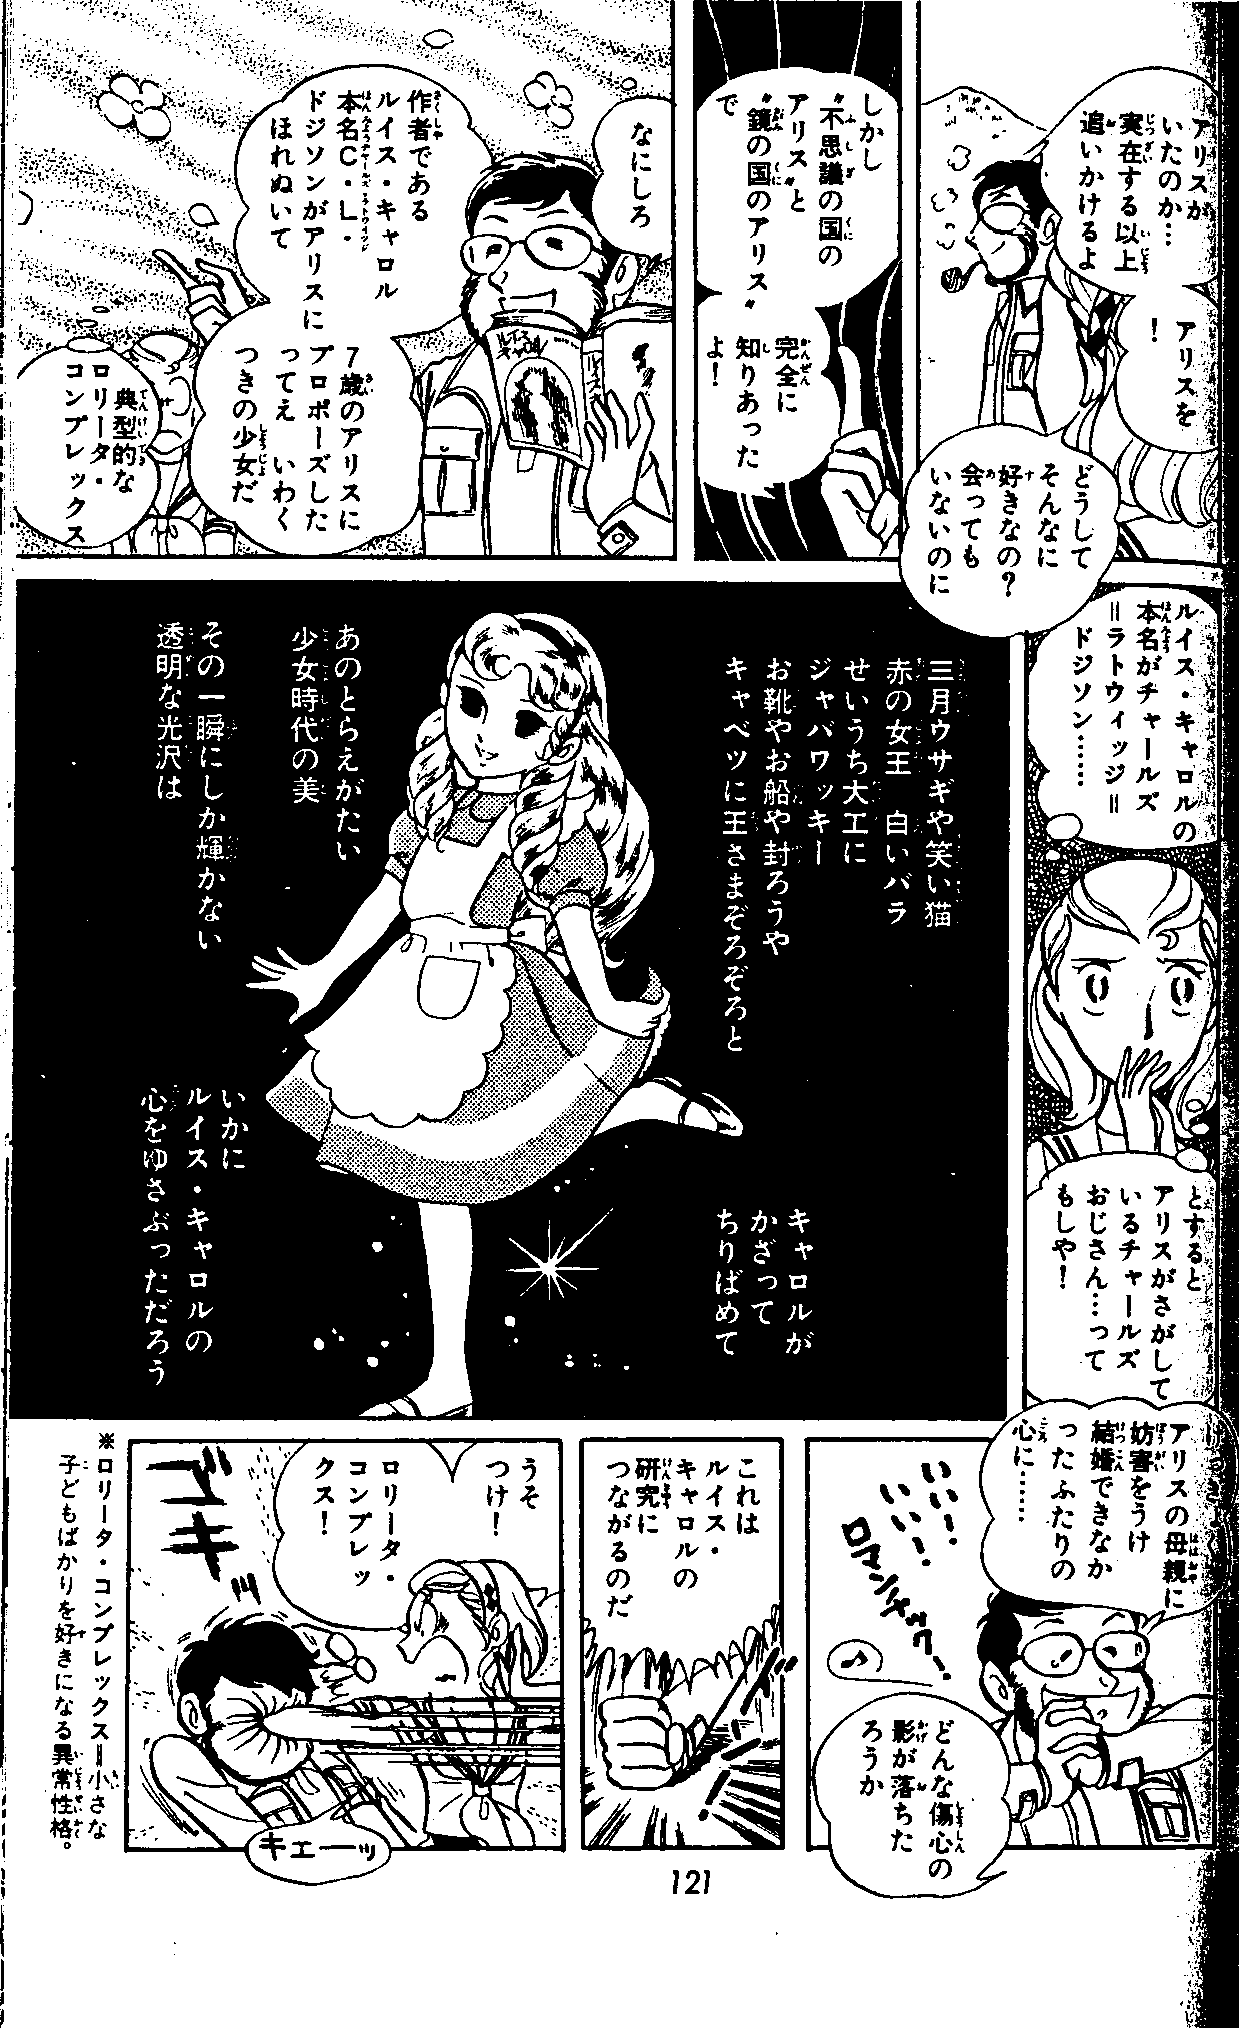 アリスが
いたのか…
実在する以上
追いかけるよ
！
アリスを
どうして
そんなに
好きなの？
会っても
いないのに
しかし
〝不思議の国の
アリス〟と
〝鏡の国のアリス〟
で
完全に
知りあった
よ！
なにしろ
作者である
ルイス・キャロル
本名C・L・
ドジソンがアリスに
ほれぬいて
7歳のアリスに
プロポーズした
ってえ　いわく
つきの少女だ
典型的な
ロリータ・
コンプレックス
ルイス
キャロル
ルイス・キャロルの
本名がチャールズ
＝ラトウィッジ＝
ドジソン……
とすると
アリスがさがして
いるチャールズ
おじさん…って
もしや！
三月ウサギや笑い猫
赤の女王　白いバラ
せいうち大工に
ジャバワッキー
お靴やお船や封ろうや
キャベツに王さまぞろぞろと
キャロルが
かざって
ちりばめて
あのとらえがたい
少女時代の美
その一瞬にしか輝かない
透明な光沢は
いかに
ルイス・キャロルの
心をゆさぶっただろう
アリスの母親に
妨害をうけ
結婚できなか
ったふたりの
心に……
いい！
いい！
ロマンチックー
♪
どんな傷心の
影が落ちた
ろうか
これは
ルイス・
キャロルの
研究に
つながるのだ
うそ
つけ！
ロリータ・
コンプレッ
クス！
ゴキッ
キエーッ
※ロリータ・コンプレックス＝小さな
子どもばかりを好きになる異常性格。
121